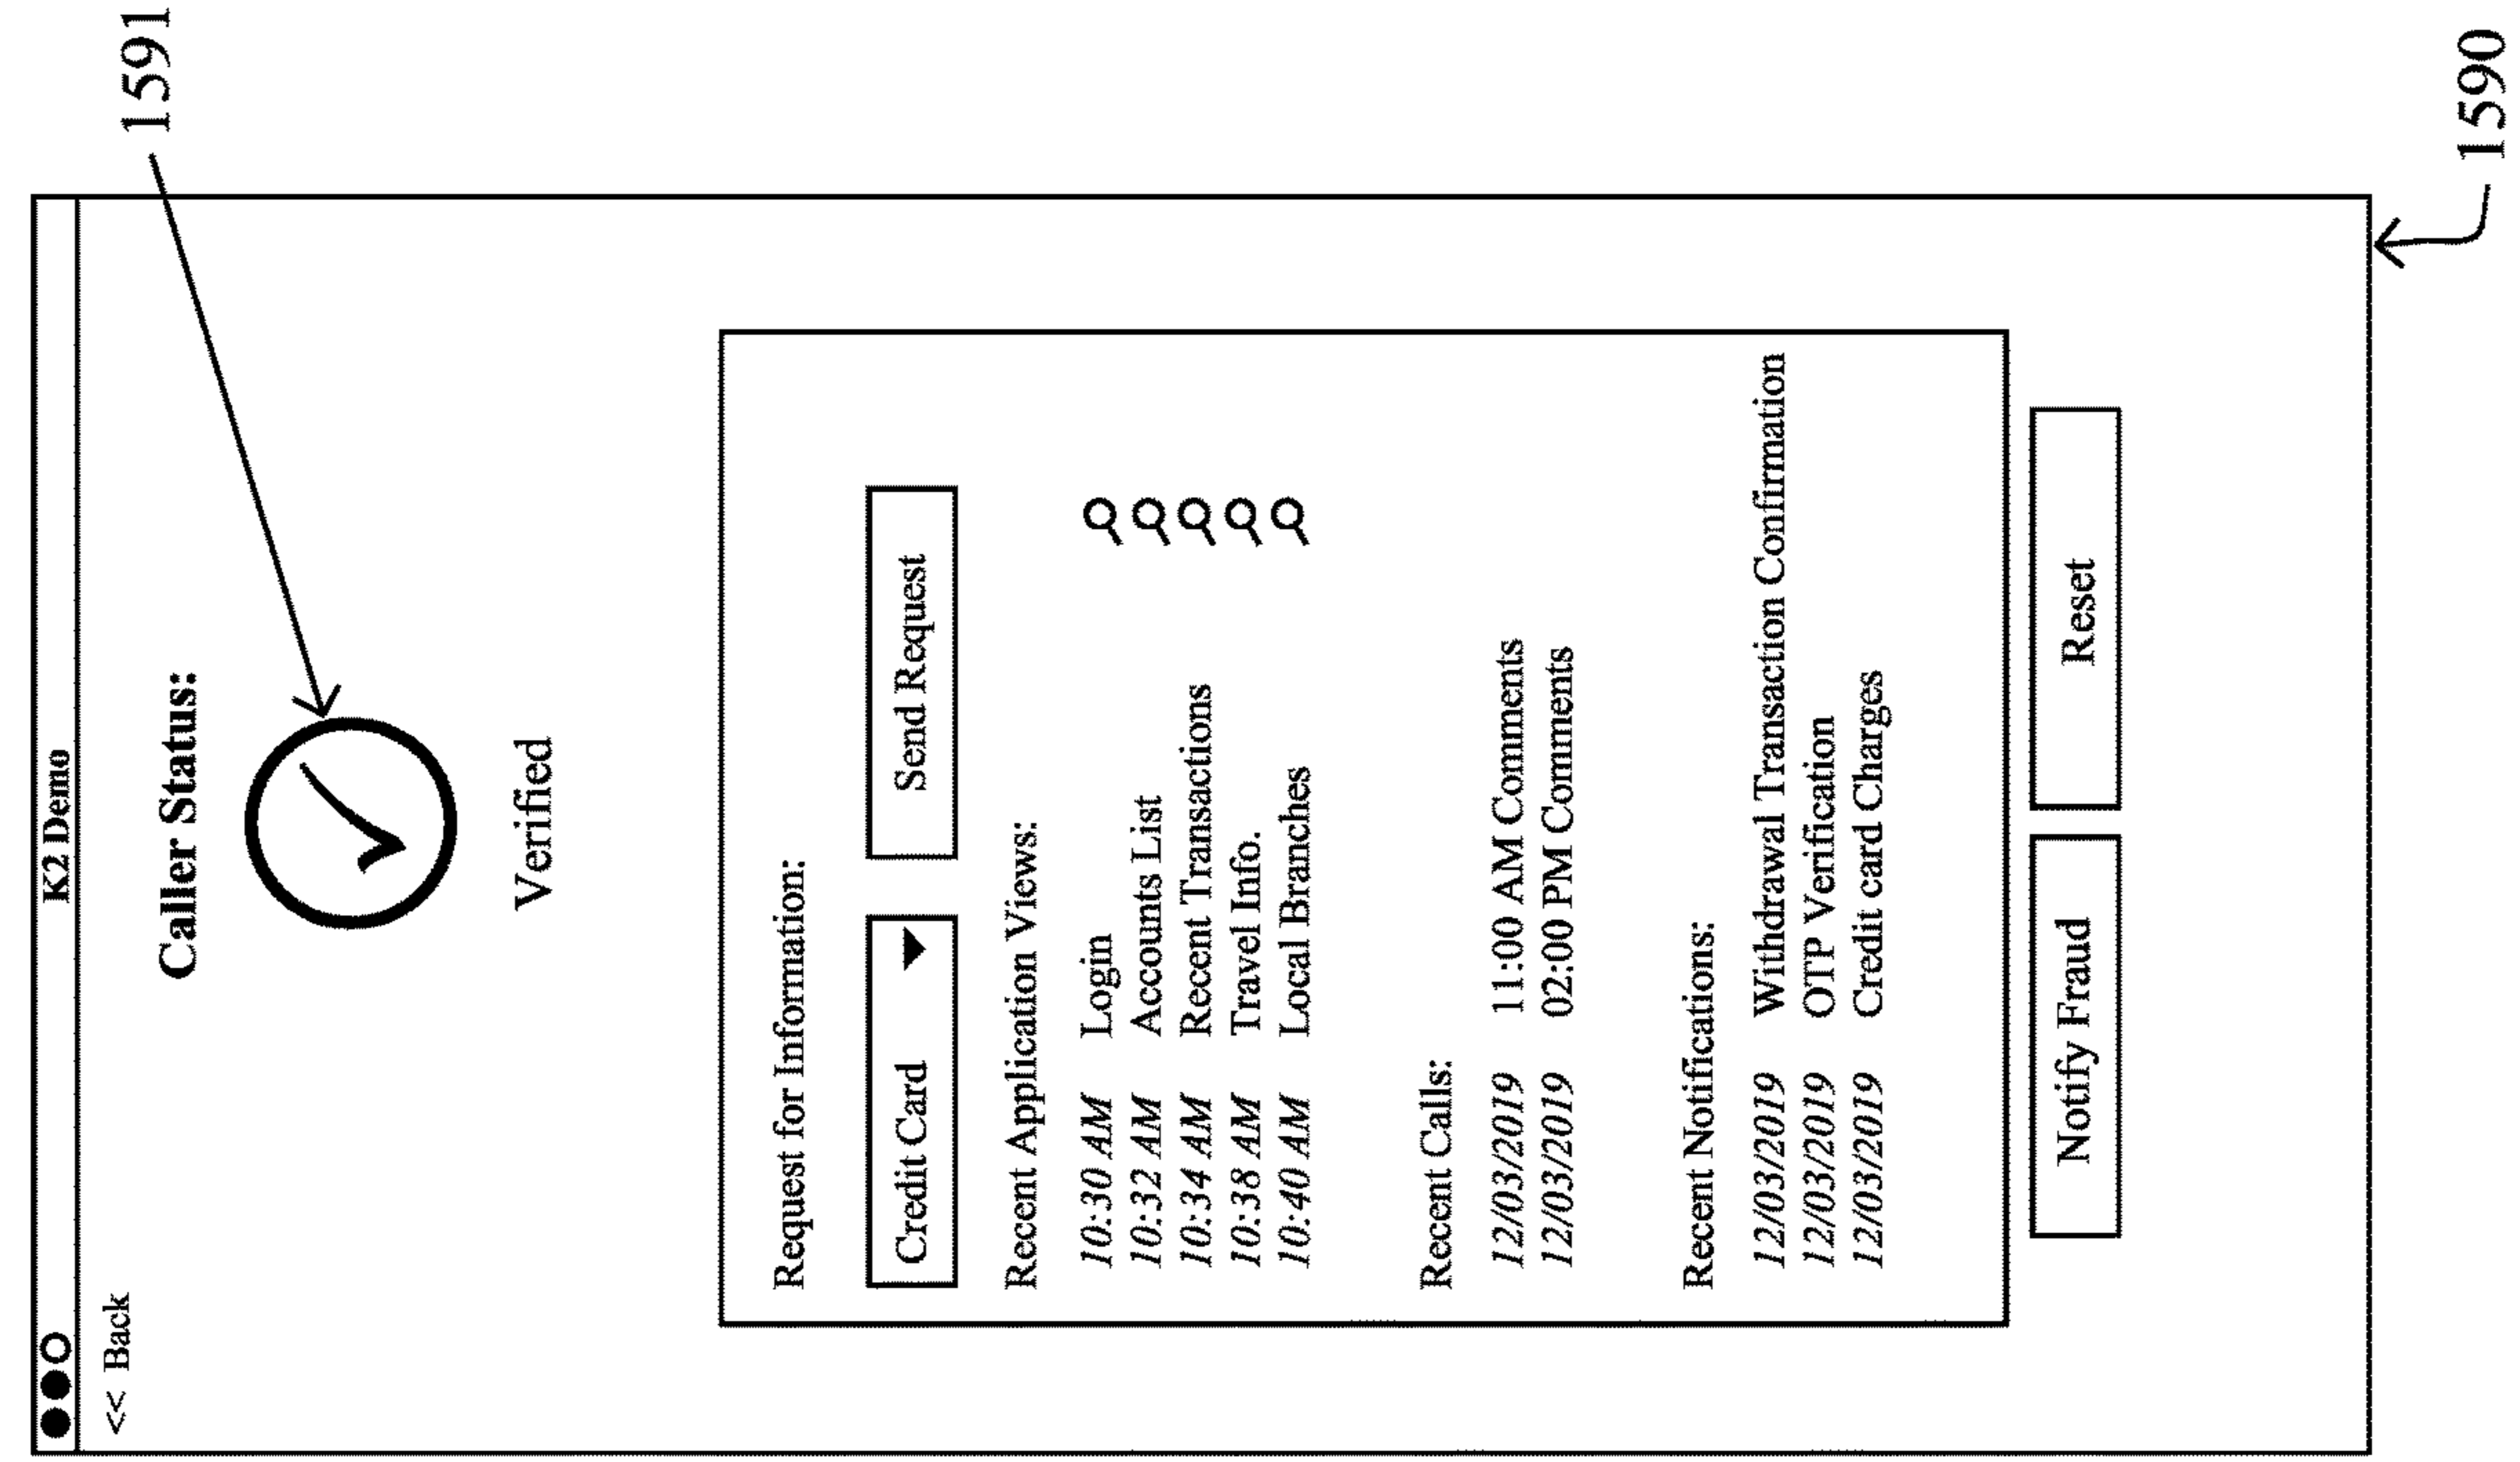 K2 Demo
<< Back
Caller Status:
1591
Verified
Request for Information:
Credit Card Send Request
Recent Application Views:
10:30 AM Login
10:32 AM Accounts List
10:34 AM Recent Transactions
10:38 AM Travel Info.
10:40 AM Local Branches
Recent Calls:
12/03/2019 11:00 AM Comments
12/03/2019 02:00 PM Comments
Recent Notifications:
12/03/2019 Withdrawal Transaction Confirmation
12/03/2019 OTP Verification
12/03/2019 Credit card Charges
Notify Fraud Reset
1590